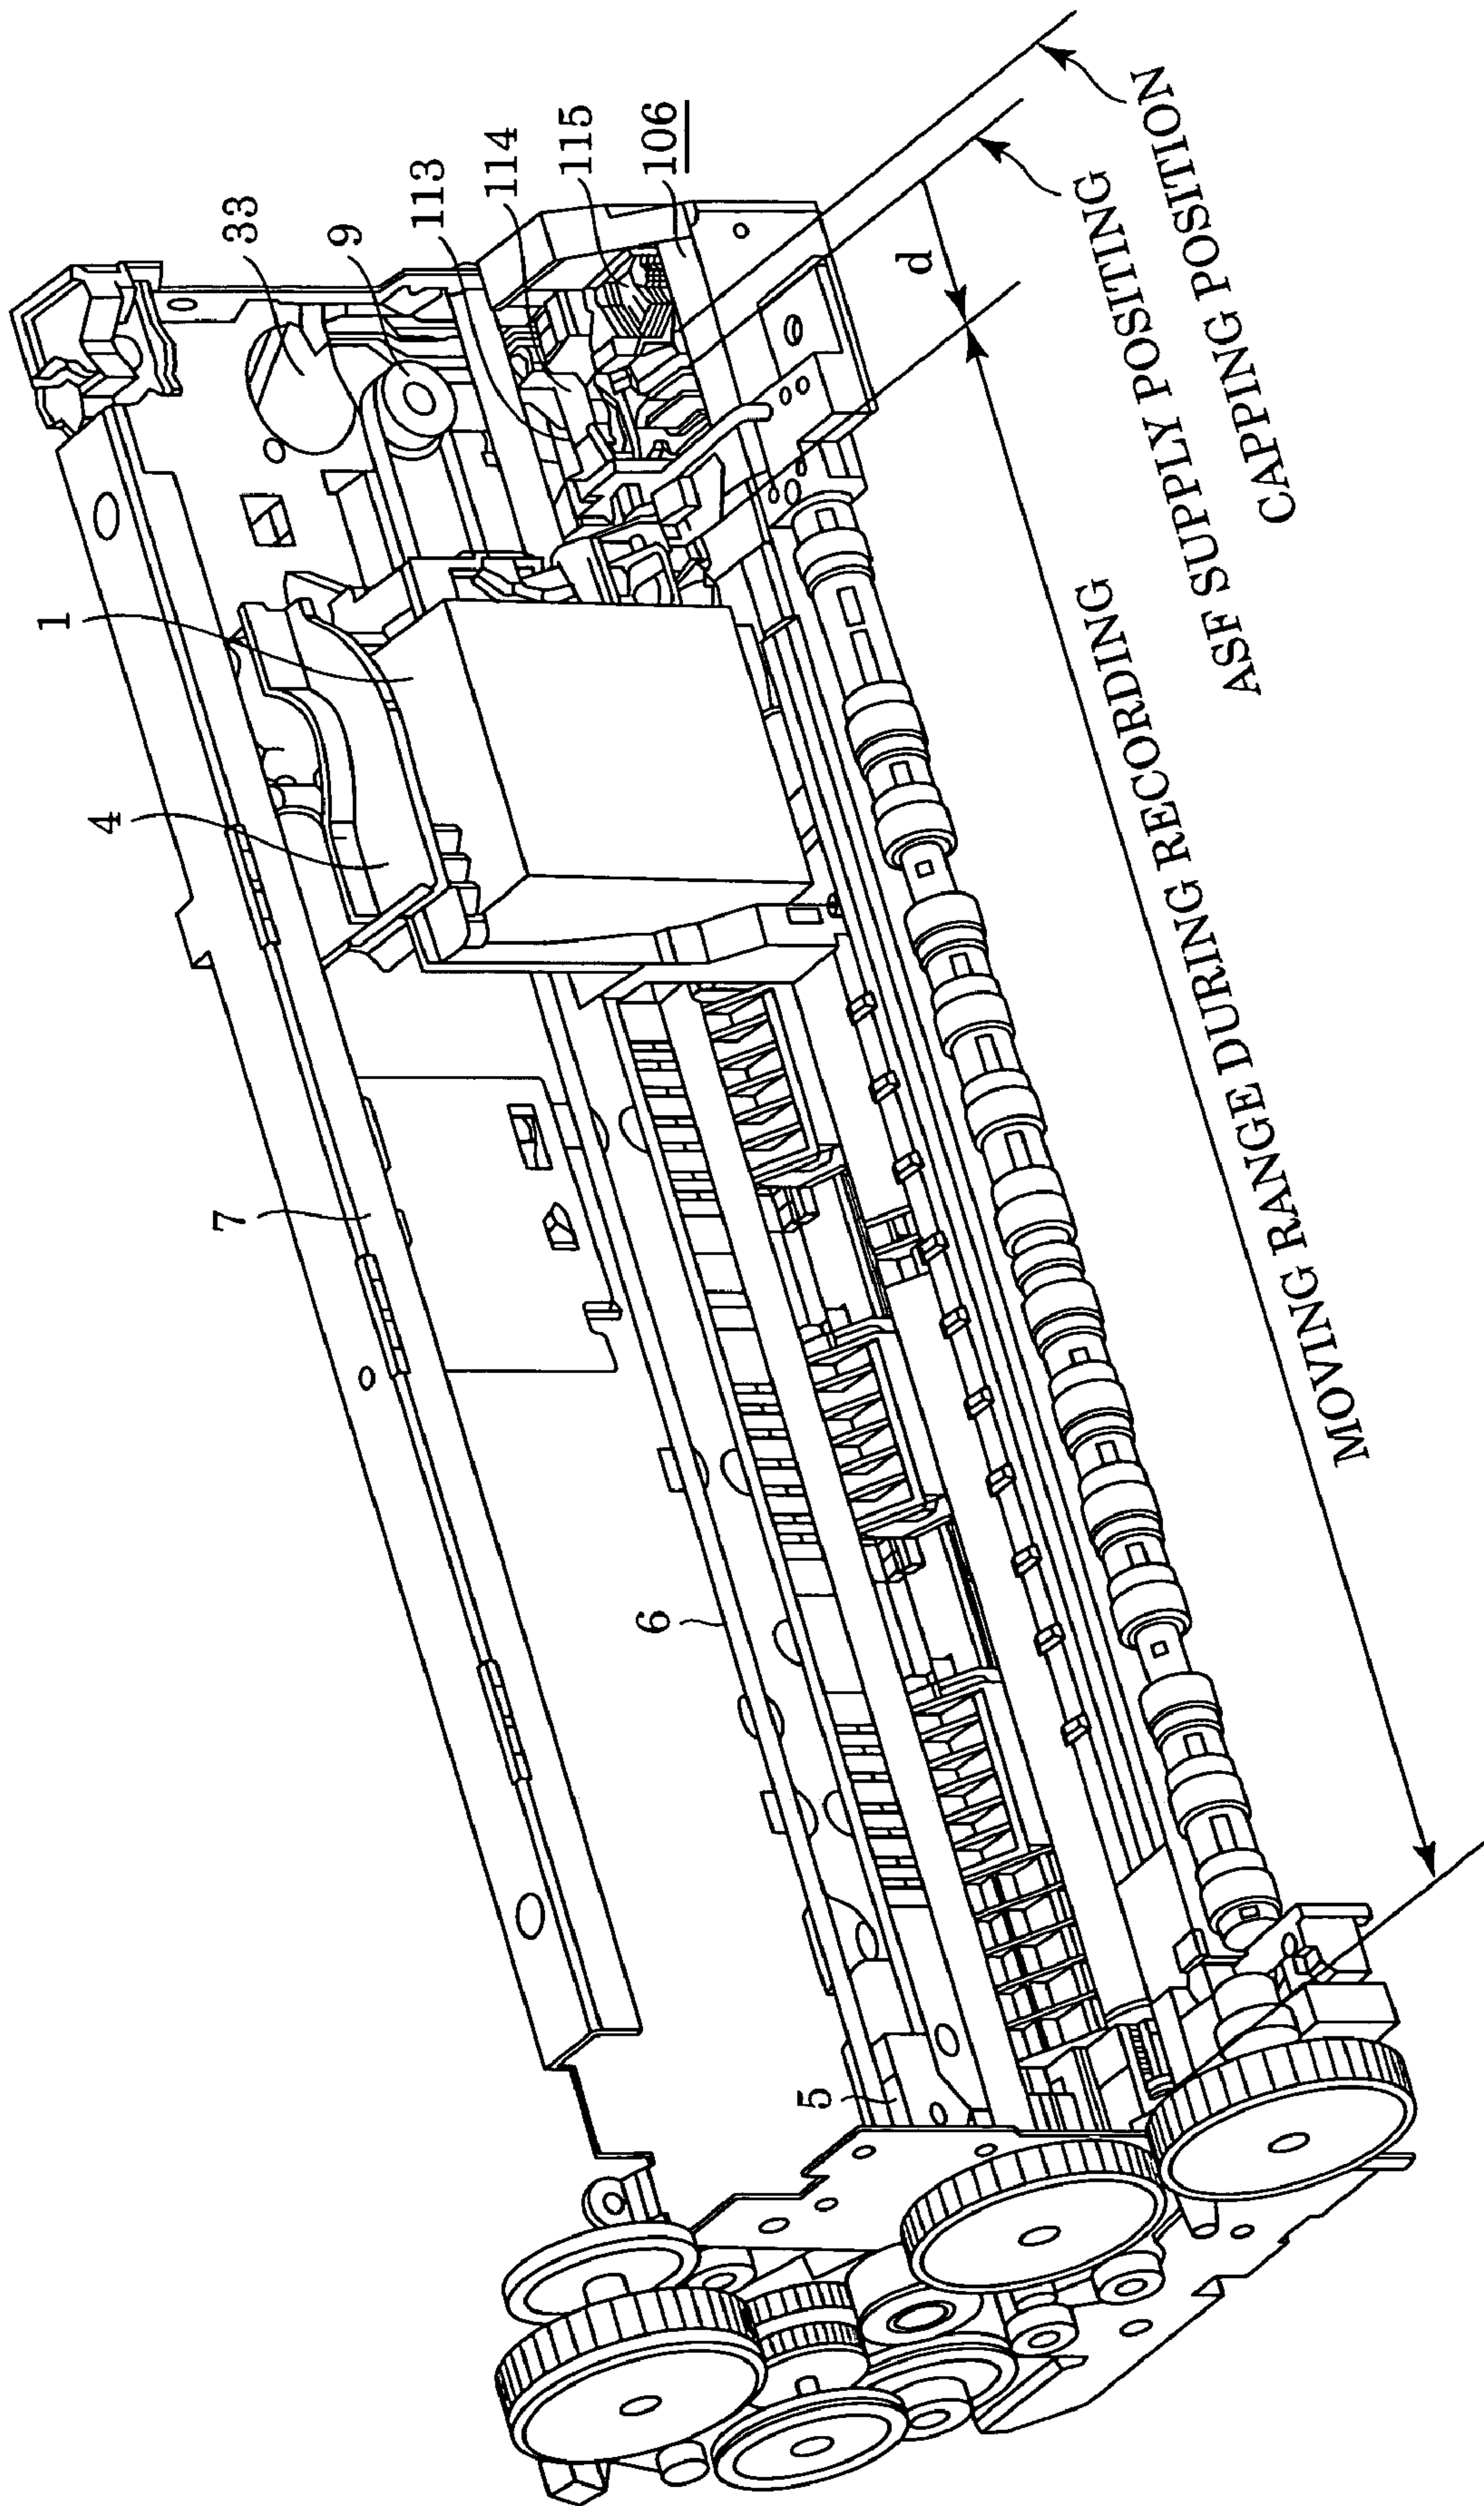 33
9
113
114
115
106
1
4
7
6
5
d
CAPPING POSITION
ASF SUPPLY POSITING
MOVING RANGE DURING RECORDING